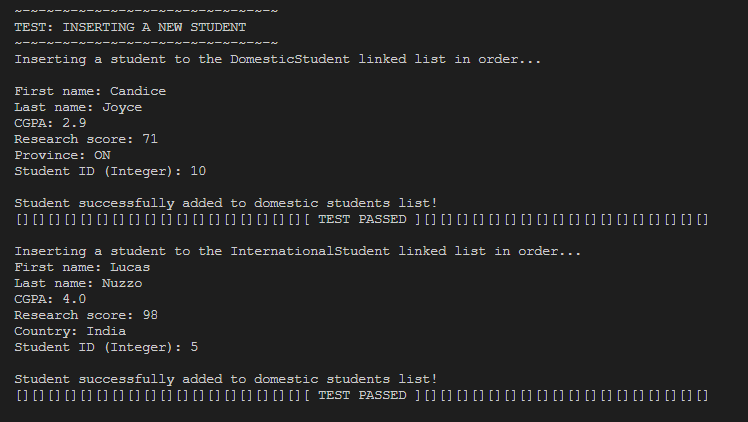 ~-~-~-~-~-~-~-~-~-~-~-~-~-~-~-~-~
TEST: INSERTING A NEW STUDENT
~-~-~-~-~-~-~-~-~-~-~-~-~-~-~-~-~
Inserting a student to the DomesticStudent linked list in order...
First name: Candice
Last name: Joyce
CGPA: 2.9
Research score: 71
Province: ON
Student ID (Integer): 10
Student successfully added to domestic students list!
[][][][][][][][][][][][][][][][][][][ TEST PASSED ][][][][][][][][][][][][][][][][][][]
Inserting a student to the InternationalStudent linked list in order...
First name: Lucas
Last name: Nuzzo
CGPA: 4.0
Research score: 98
Country: India
Student ID (Integer): 5
Student successfully added to domestic students list!
[][][][][][][][][][][][][][][][][][][ TEST PASSED ][][][][][][][][][][][][][][][][][][]